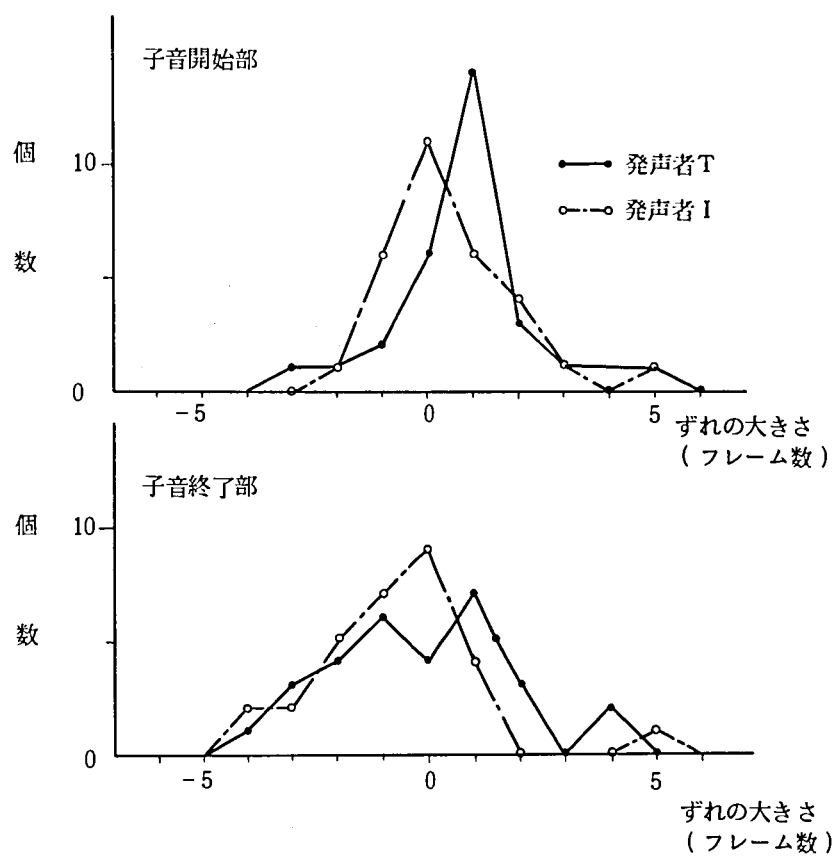 子音開始部
個
数
10
0
発声者T
発声者I
-5
0
5
ずれの大きさ
(フレーム数)
子音終了部
個
数
10
0
-5
0
5
ずれの大きさ
(フレーム数)